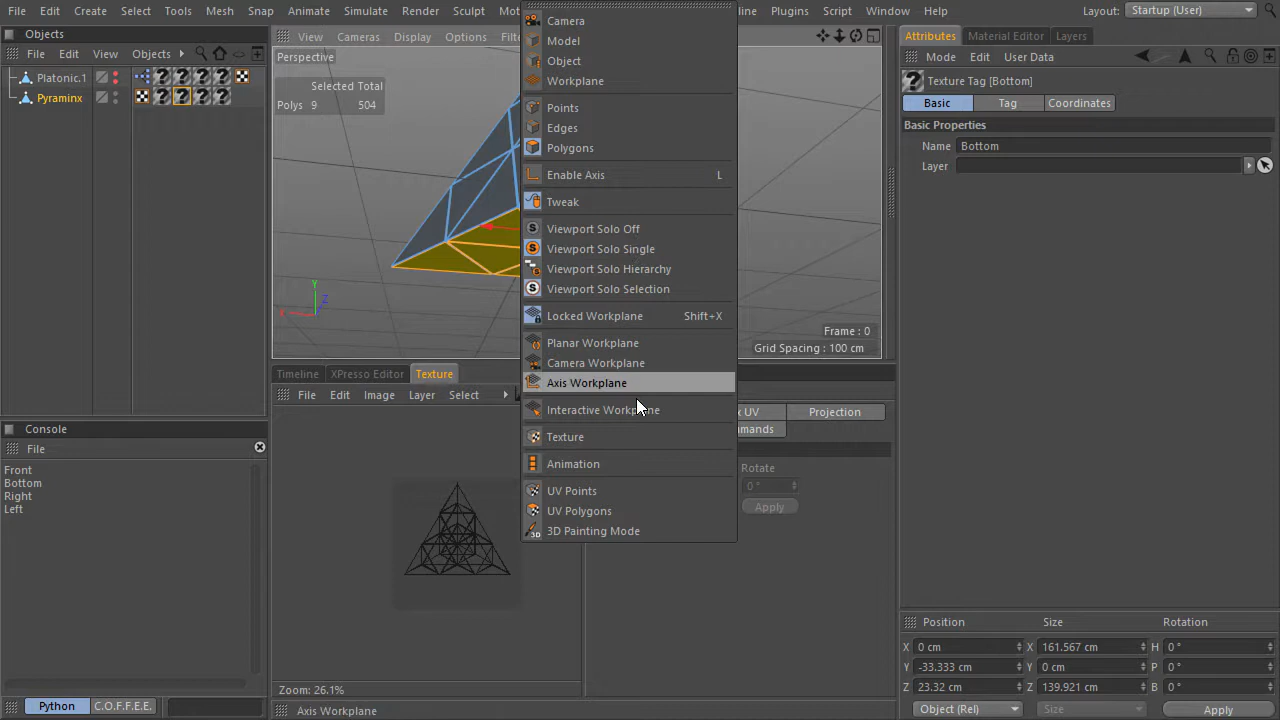 File Edit Create Select Tools Mesh Snap Animate Simulate Render Sculpt Plugins Script Window Help Layout: Startup (User)
Objects
File Edit View Objects
Platonic.1
Pyraminx
View Cameras Display Options
Perspective
Selected Total
Polys 9 504
Y
Z
X
Frame : 0
Grid Spacing : 100 cm
Camera
Model
Object
Workplane
Points
Edges
Polygons
Enable Axis L
Tweak
Viewport Solo Off
Viewport Solo Single
Viewport Solo Hierarchy
Viewport Solo Selection
Locked Workplane Shift+X
Planar Workplane
Camera Workplane
Axis Workplane
Interactive Workplane
Texture
Animation
UV Points
UV Polygons
3D Painting Mode
Attributes Material Editor Layers
Mode Edit User Data
Texture Tag [Bottom]
Basic Tag Coordinates
Basic Properties
Name Bottom
Layer
Timeline XPresso Editor Texture
File Edit Image Layer Select
UV Projection
Rotate
0 °
Apply
Zoom: 26.1%
Axis Workplane
Console
File
Front
Bottom
Right
Left
Python C.O.F.F.E.E.
Position Size Rotation
X 0 cm X 161.567 cm H 0 °
Y -33.333 cm Y 0 cm P 0 °
Z 23.32 cm Z 139.921 cm B 0 °
Object (Rel) Size Apply